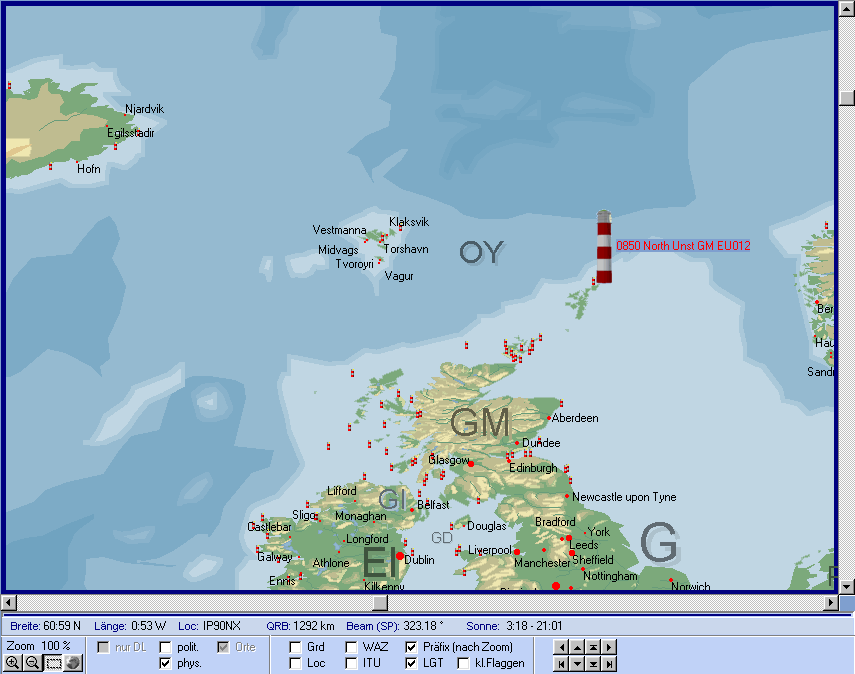 Njardvik
Egilsstadir
Hofn
Klaksvik
Vestmanna
Midvags
Torshavn
Tvoroyri
Vagur
OY
0850 North Unst GM EU012
Ber
Hau
Sand
GM
Aberdeen
Dundee
Glasgow
Edinburgh
Lifford
GI
Newcastle upon Tyne
Belfast
Sligo
Monaghan
Castlebar
Douglas
Bradford
York
Longford
GD
G
Leeds
Galway
Athlone
EI
Dublin
Liverpool
Manchester
Sheffield
Ennis
Kilkenny
Nottingham
Norwich
Breite: 60:59 N Länge: 0:53 W Loc: IP90NX QRB: 1292 km Beam (SP): 323.18 ° Sonne: 3:18 - 21:01
Zoom 100 % nur DL polit. Orte Grd WAZ Präfix (nach Zoom)
phys. Loc ITU LGT kl.Flaggen